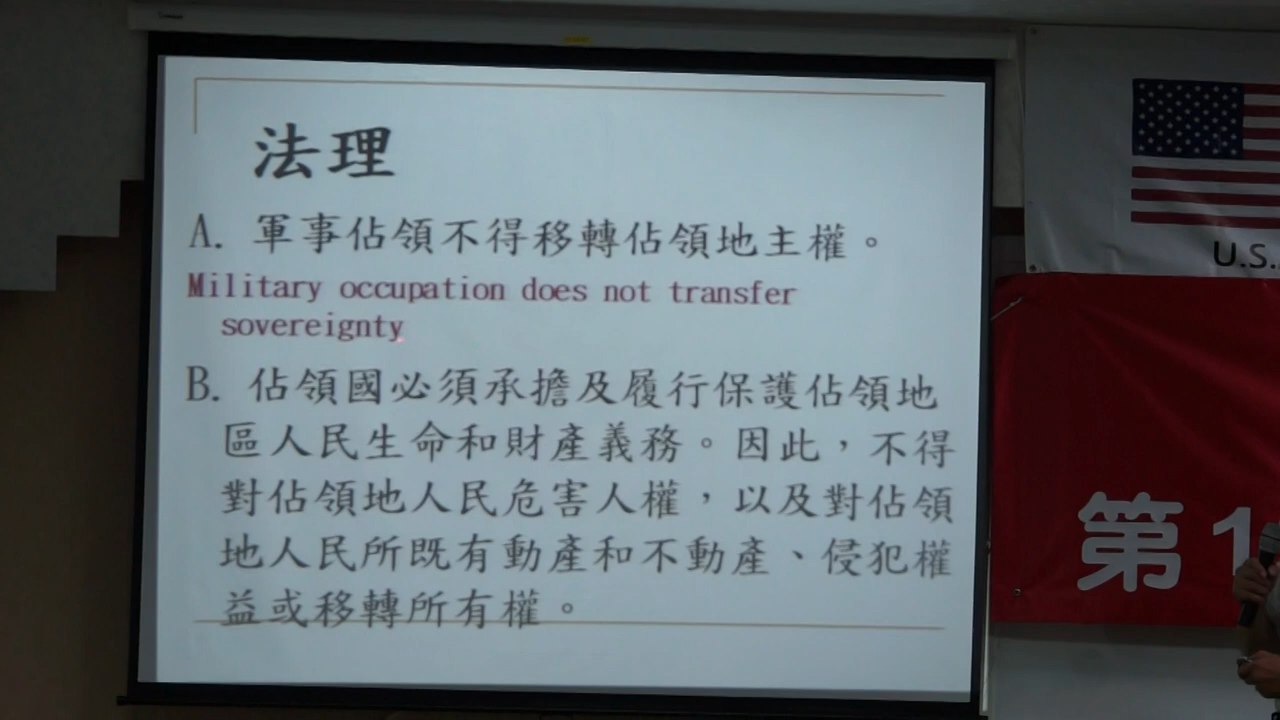 法理
A. 軍事佔領不得移轉佔領地主權。
Military occupation does not transfer
sovereignty
B. 佔領國必須承擔及履行保護佔領地
區人民生命和財產義務。因此，不得
對佔領地人民危害人權，以及對佔領
地人民所既有動產和不動產、侵犯權
益或移轉所有權。
U.S.
第1